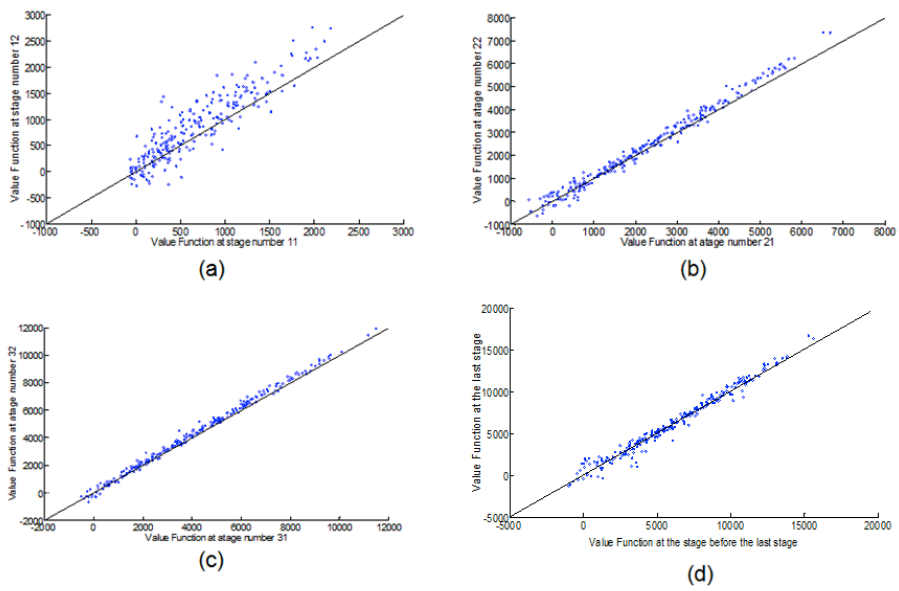 3000
2500
2000
1500
1000
500
0
-500
-1000
Value Function at stage number 12
-1000 -500 0 500 1000 1500 2000 2500 3000
Value Function at stage number 11
(a)
8000
7000
6000
5000
4000
3000
2000
1000
0
-1000
Value Function at atage number 22
-1000 0 1000 2000 3000 4000 5000 6000 7000 8000
Value Function at atage number 21
(b)
12000
10000
8000
6000
4000
2000
0
-2000
Value Function at atage number 32
-2000 0 2000 4000 6000 8000 10000 12000
Value Function at atage number 31
(c)
20000
15000
10000
5000
0
-5000
Value Function at the last stage
-5000 0 5000 10000 15000 20000
Value Function at the stage before the last stage
(d)